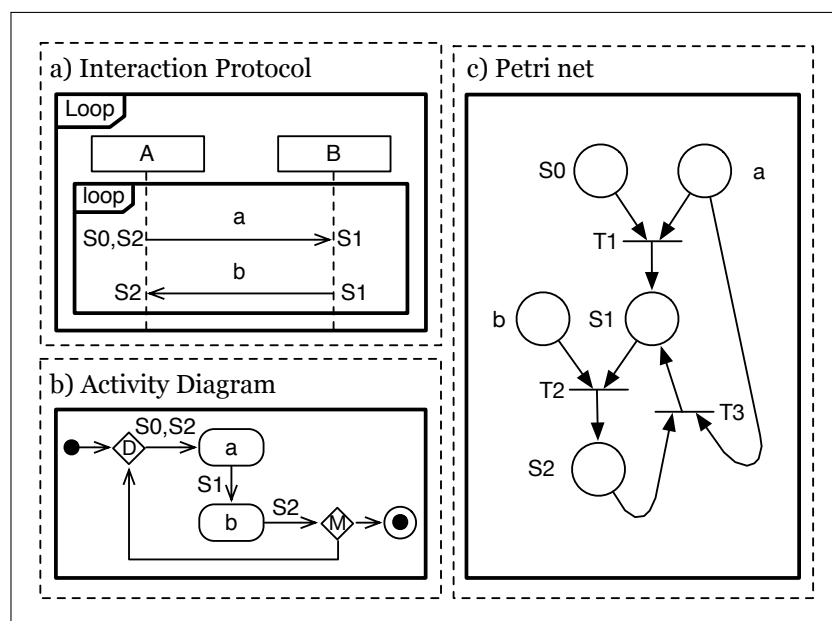 a) Interaction Protocol
Loop
A
B
loop
a
S0,S2
S1
b
S2
S1
b) Activity Diagram
S0,S2
D
a
S1
b
S2
M
c) Petri net
S0
a
T1
b
S1
T2
T3
S2